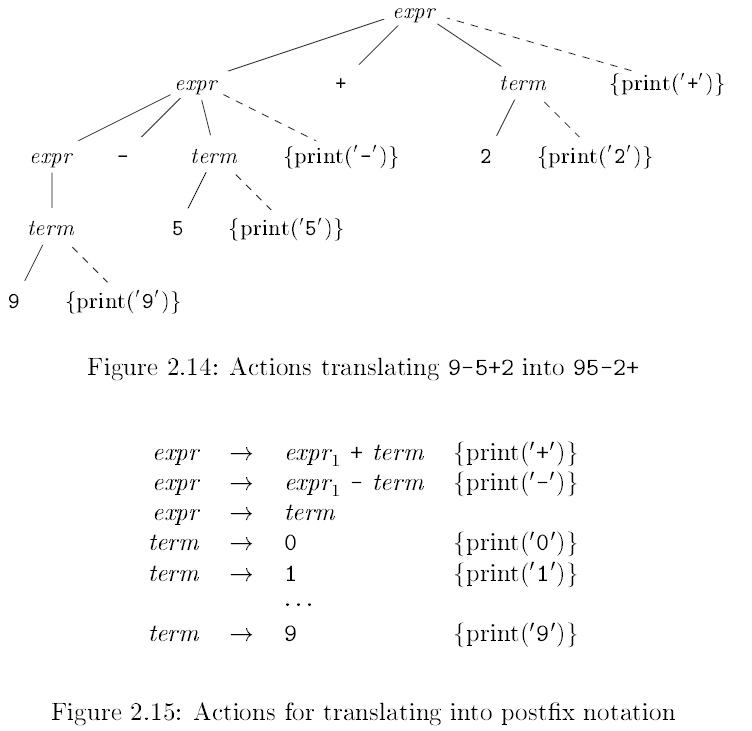 expr
expr + term {print('+')}
expr - term {print('-')} 2 {print('2')}
term 5 {print('5')}
9 {print('9')}
Figure 2.14: Actions translating 9-5+2 into 95-2+
expr → expr₁ + term {print('+')}
expr → expr₁ - term {print('-')}
expr → term
term → 0 {print('0')}
term → 1 {print('1')}
...
term → 9 {print('9')}
Figure 2.15: Actions for translating into postfix notation